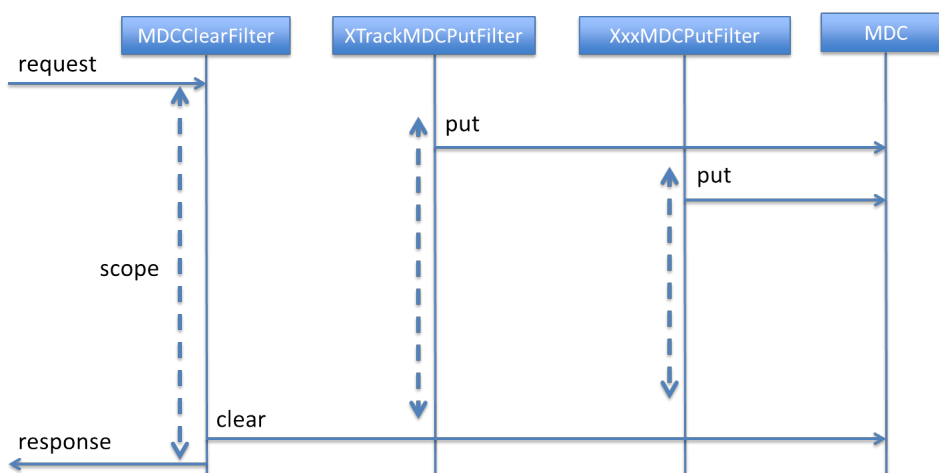 MDCClearFilter
XTrackMDCPutFilter
XxxMDCPutFilter
MDC
request
put
put
scope
clear
response